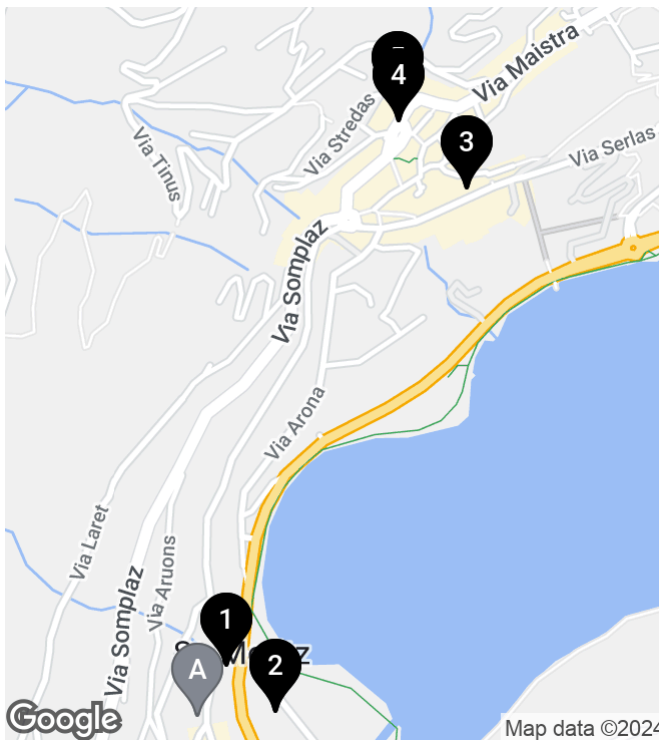 4
Via Maistra
Via Stredas
3
Via Serlas
Via Tinus
Via Somplaz
Via Arona
Via Laret
Via Aruons
Via Somplaz
1
A
2
Google
Map data ©2024